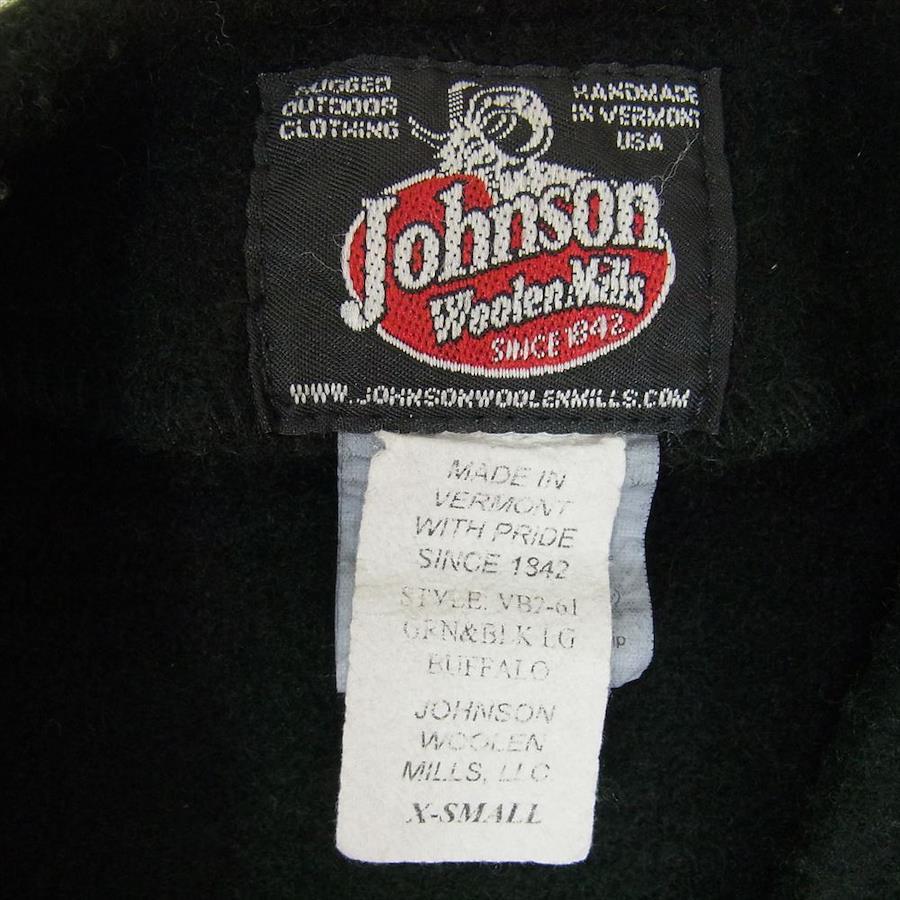 RUGGED
OUTDOOR
CLOTHING
HANDMADE
IN VERMONT
USA
Johnson
Woolen Mills
SINCE 1842
WWW.JOHNSONWOOLENMILLS.COM
MADE IN
VERMONT
WITH PRIDE
SINCE 1842
STYLE: VB2-61
GRN&BLK LG
BUFFALO
JOHNSON
WOOLEN
MILLS, LLC
X-SMALL